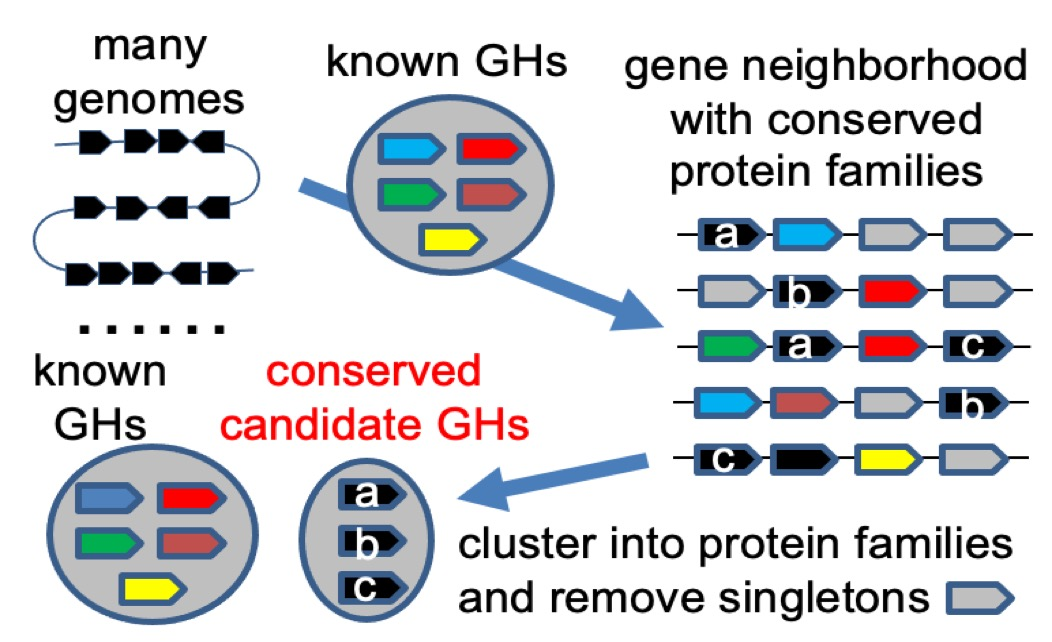 many
genomes
known GHs
gene neighborhood
with conserved
protein families
a
b
a
c
b
c
......
known
GHs
conserved
candidate GHs
a
b
c
cluster into protein families
and remove singletons